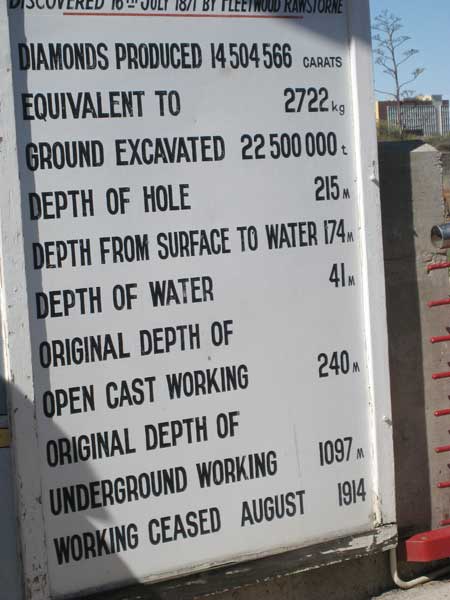 DISCOVERED 16TH JULY 1871 BY FLEETWOOD RAWSTORNE
DIAMONDS PRODUCED 14 504 566 CARATS
EQUIVALENT TO 2722 kg
GROUND EXCAVATED 22 500 000 t
DEPTH OF HOLE 215 M
DEPTH FROM SURFACE TO WATER 174 M
DEPTH OF WATER 41 M
ORIGINAL DEPTH OF
OPEN CAST WORKING 240 M
ORIGINAL DEPTH OF
UNDERGROUND WORKING 1097 M
WORKING CEASED AUGUST 1914